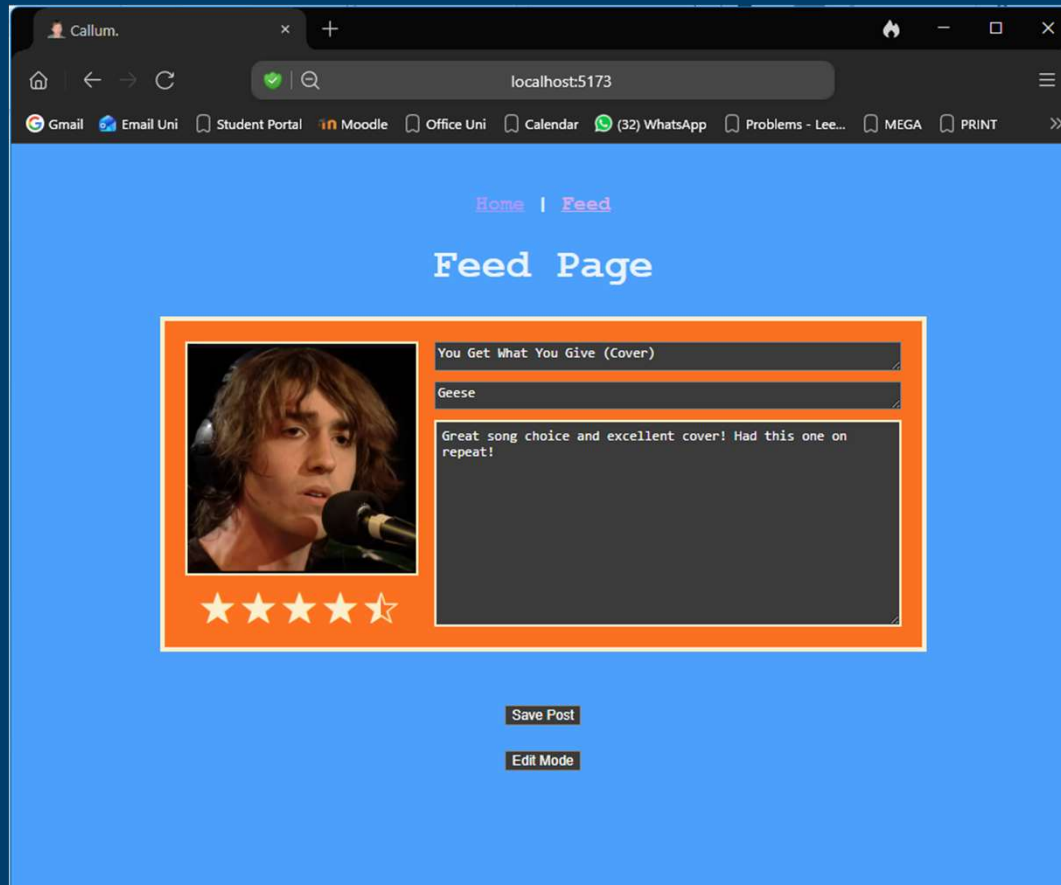 Callum.
localhost:5173
Gmail Email Uni Student Portal Moodle Office Uni Calendar (32) WhatsApp Problems - Lee... MEGA PRINT
Home | Feed
Feed Page
You Get What You Give (Cover)
Geese
Great song choice and excellent cover! Had this one on
repeat!
Save Post
Edit Mode